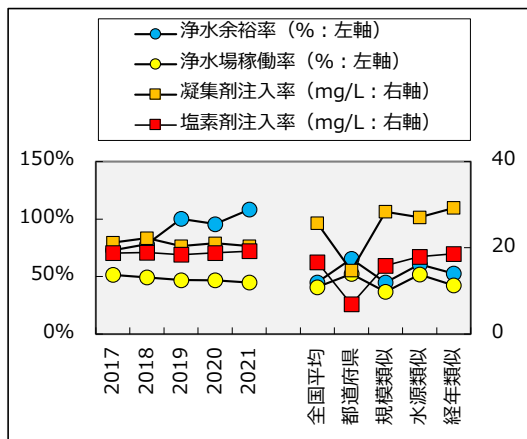 浄水余裕率（%：左軸）
浄水場稼働率（%：左軸）
凝集剤注入率（mg/L：右軸）
塩素剤注入率（mg/L：右軸）
150%
100%
50%
0%
40
20
0
2017
2018
2019
2020
2021
全国平均
都道府県
規模類似
水源類似
経年類似